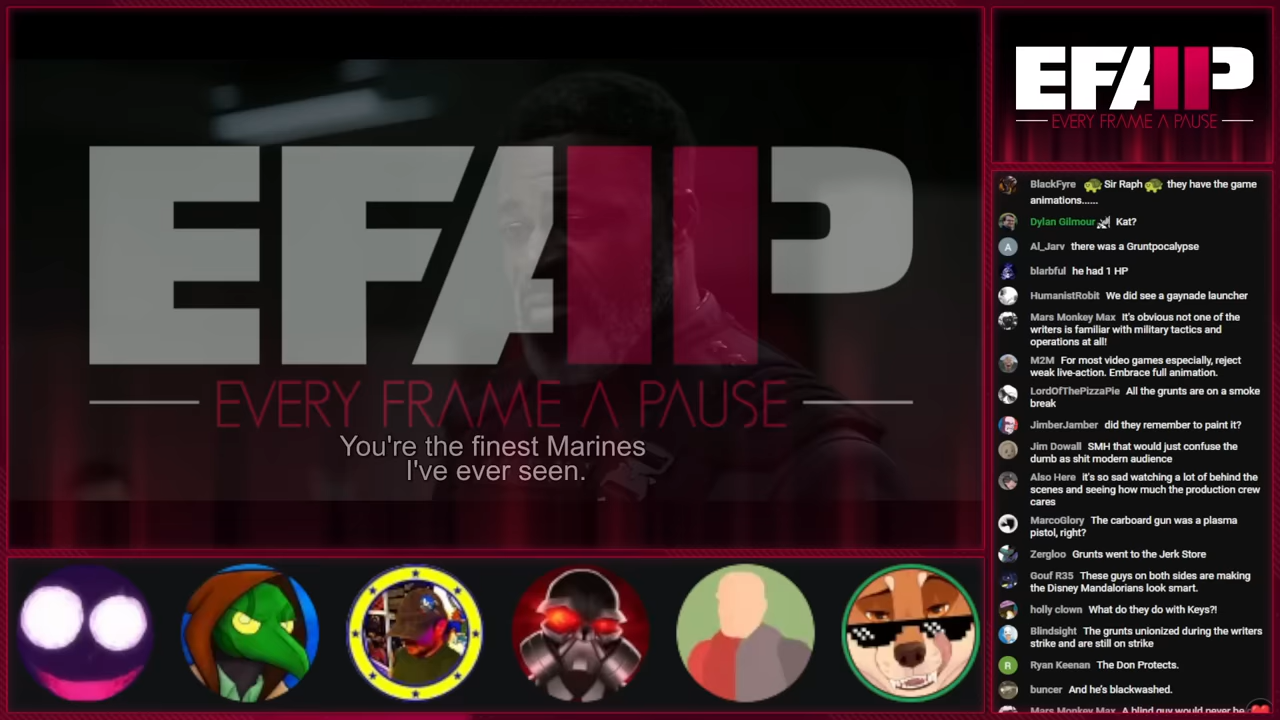 EFAP
EVERY FRAME A PAUSE
You're the finest Marines
I've ever seen.
EFAP
EVERY FRAME A PAUSE
BlackFyre Sir Raph they have the game
animations......
Dylan Gilmour Kat?
A
Al_Jarv there was a Gruntpocalypse
blarbful he had 1 HP
HumanistRobit We did see a gaynade launcher
Mars Monkey Max It's obvious not one of the
writers is familiar with military tactics and
operations at all!
M2M For most video games especially, reject
weak live-action. Embrace full animation.
LordOfThePizzaPie All the grunts are on a smoke
break
JimberJamber did they remember to paint it?
Jim Dowall SMH that would just confuse the
dumb as shit modern audience
Also Here it's so sad watching a lot of behind the
scenes and seeing how much the production crew
cares
MarcoGlory The carboard gun was a plasma
pistol, right?
Zergloo Grunts went to the Jerk Store
Gouf R35 These guys on both sides are making
the Disney Mandalorians look smart.
holly clown What do they do with Keys?!
Blindsight The grunts unionized during the writers
strike and are still on strike
R
Ryan Keenan The Don Protects.
buncer And he's blackwashed.
Mars Monkey Max A blind guy would never be